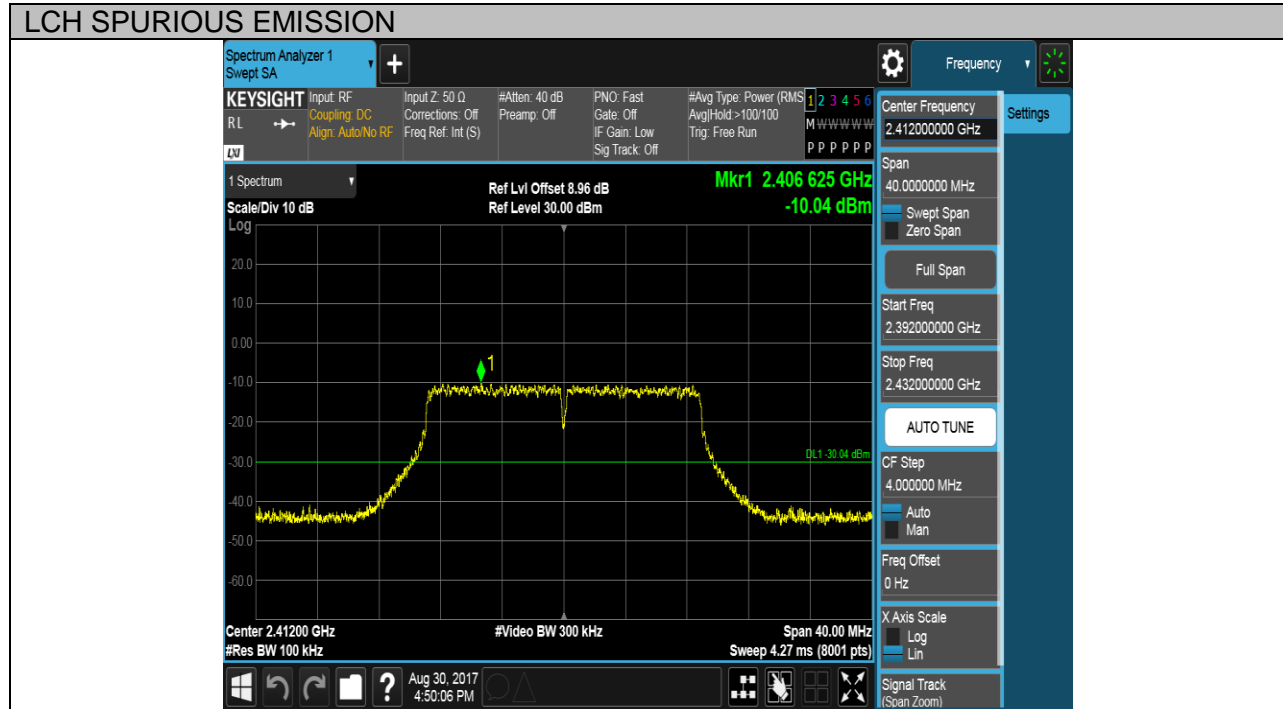 LCH SPURIOUS EMISSION
Spectrum Analyzer 1
Swept SA
+
Frequency
KEYSIGHT
RL
LXI
Input: RF
Coupling: DC
Align: Auto/No RF
Input Z: 50 Ω
Corrections: Off
Freq Ref: Int (S)
#Atten: 40 dB
Preamp: Off
PNO: Fast
Gate: Off
IF Gain: Low
Sig Track: Off
#Avg Type: Power (RMS
Avg|Hold:>100/100
Trig: Free Run
1 2 3 4 5 6
M W W W W W
P P P P P P
1 Spectrum
Scale/Div 10 dB
Ref Lvl Offset 8.96 dB
Ref Level 30.00 dBm
Mkr1 2.406 625 GHz
-10.04 dBm
Log
20.0
10.0
0.00
-10.0
-20.0
-30.0
-40.0
-50.0
-60.0
1
DL1 -30.04 dBm
Center 2.41200 GHz
#Res BW 100 kHz
#Video BW 300 kHz
Span 40.00 MHz
Sweep 4.27 ms (8001 pts)
?
Aug 30, 2017
4:50:06 PM
Center Frequency
2.412000000 GHz
Settings
Span
40.0000000 MHz
Swept Span
Zero Span
Full Span
Start Freq
2.392000000 GHz
Stop Freq
2.432000000 GHz
AUTO TUNE
CF Step
4.000000 MHz
Auto
Man
Freq Offset
0 Hz
X Axis Scale
Log
Lin
Signal Track
(Span Zoom)